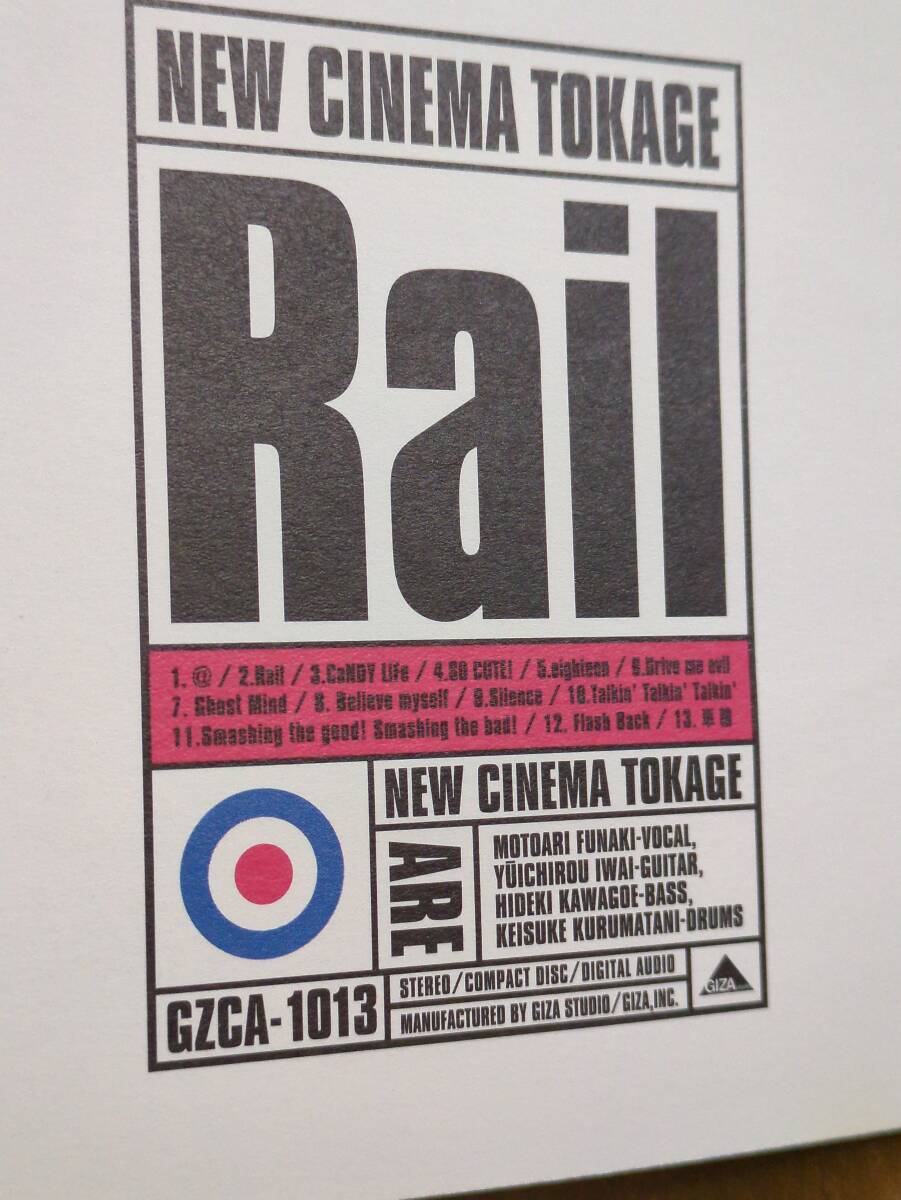 NEW CINEMA TOKAGE
Rail
1. @ / 2.Rail / 3.CaNDY Life / 4.SO CUTE! / 5.eighteen / 6.Drive me evil
7. Ghost Mind / 8. Believe myself / 9.Silence / 10.Talkin' Talkin' Talkin'
11.Smashing the good! Smashing the bad! / 12. Flash Back / 13. 車輪
NEW CINEMA TOKAGE
ARE
MOTOARI FUNAKI-VOCAL,
YŪICHIROU IWAI-GUITAR,
HIDEKI KAWAGOE-BASS,
KEISUKE KURUMATANI-DRUMS
GZCA-1013
STEREO/COMPACT DISC/DIGITAL AUDIO
MANUFACTURED BY GIZA STUDIO/GIZA,INC.
GIZA